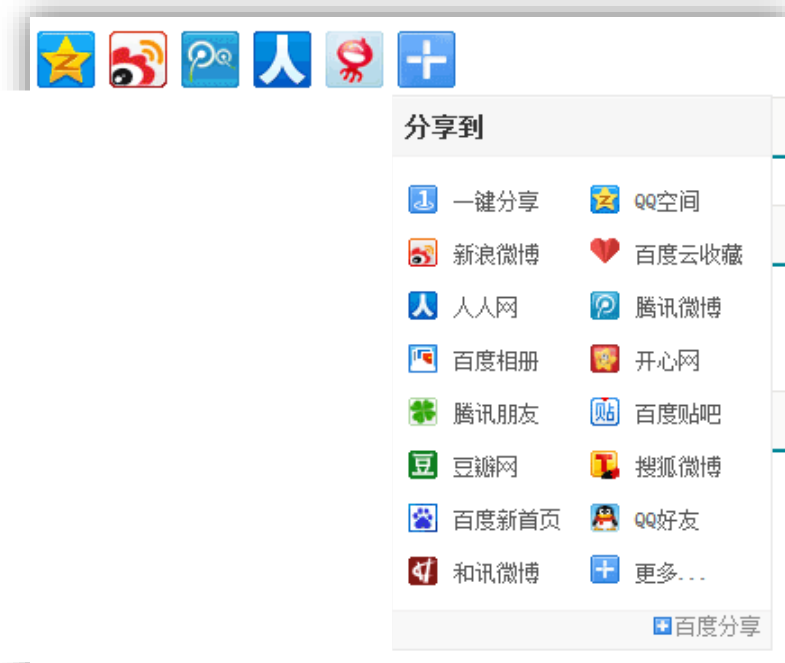 分享到
一键分享 QQ空间
新浪微博 百度云收藏
人人网 腾讯微博
百度相册 开心网
腾讯朋友 百度贴吧
豆瓣网 搜狐微博
百度新首页 QQ好友
和讯微博 更多...
百度分享